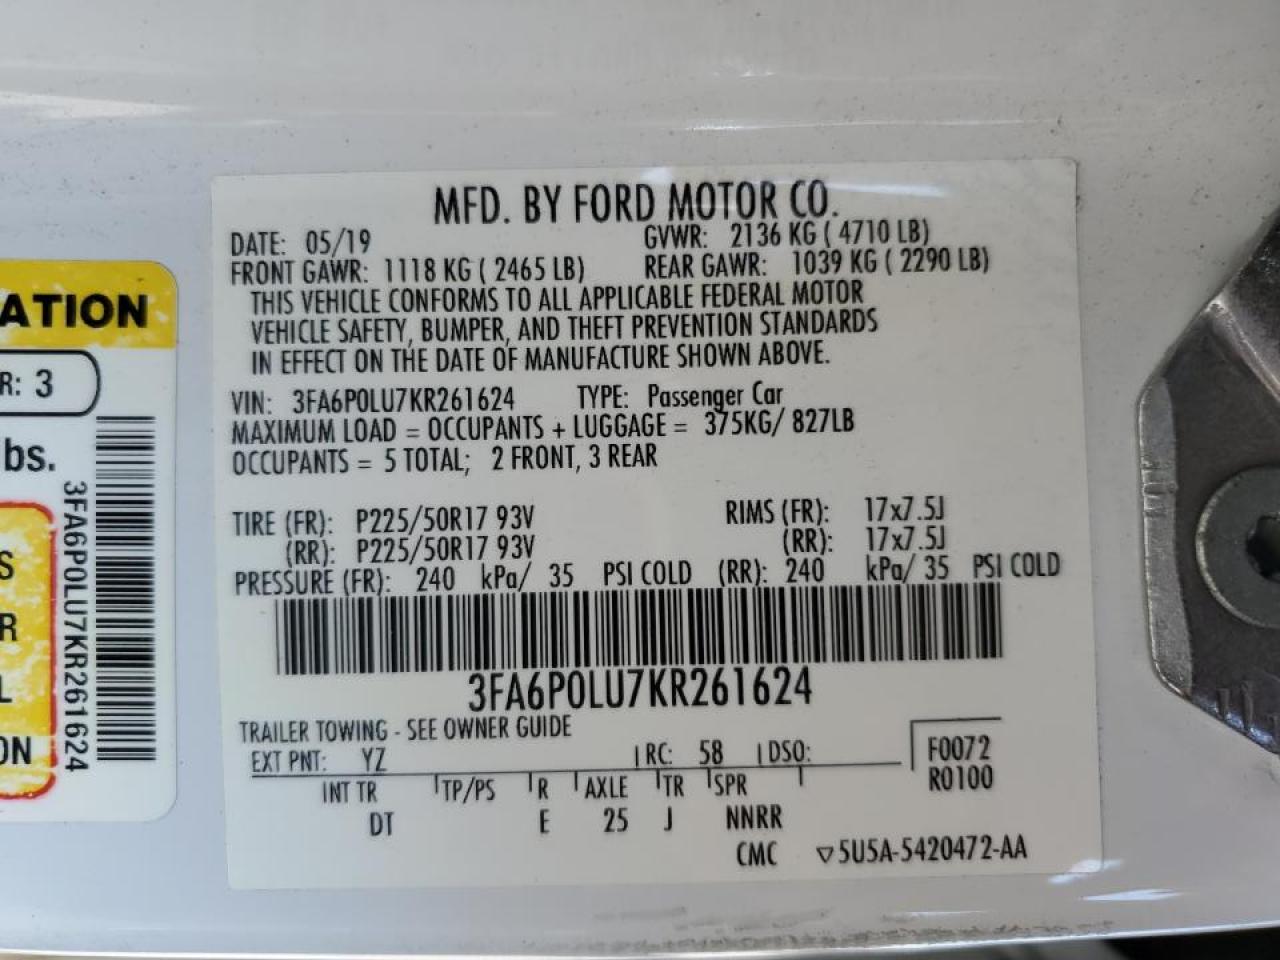 MFD. BY FORD MOTOR CO.
DATE: 05/19 GVWR: 2136 KG ( 4710 LB)
FRONT GAWR: 1118 KG ( 2465 LB) REAR GAWR: 1039 KG ( 2290 LB)
THIS VEHICLE CONFORMS TO ALL APPLICABLE FEDERAL MOTOR
VEHICLE SAFETY, BUMPER, AND THEFT PREVENTION STANDARDS
IN EFFECT ON THE DATE OF MANUFACTURE SHOWN ABOVE.
VIN: 3FA6P0LU7KR261624 TYPE: Passenger Car
MAXIMUM LOAD = OCCUPANTS + LUGGAGE = 375KG/ 827LB
OCCUPANTS = 5 TOTAL; 2 FRONT, 3 REAR
TIRE (FR): P225/50R17 93V RIMS (FR): 17x7.5J
(RR): P225/50R17 93V (RR): 17x7.5J
PRESSURE (FR): 240 kPa/ 35 PSI COLD (RR): 240 kPa/ 35 PSI COLD
3FA6P0LU7KR261624
TRAILER TOWING - SEE OWNER GUIDE
EXT PNT: YZ RC: 58 DSO: F0072
INT TR TP/PS R AXLE TR SPR R0100
DT E 25 J NNRR
CMC ▽5U5A-5420472-AA
ATION
R: 3
bs.
S
R
L
ON
3FA6P0LU7KR261624